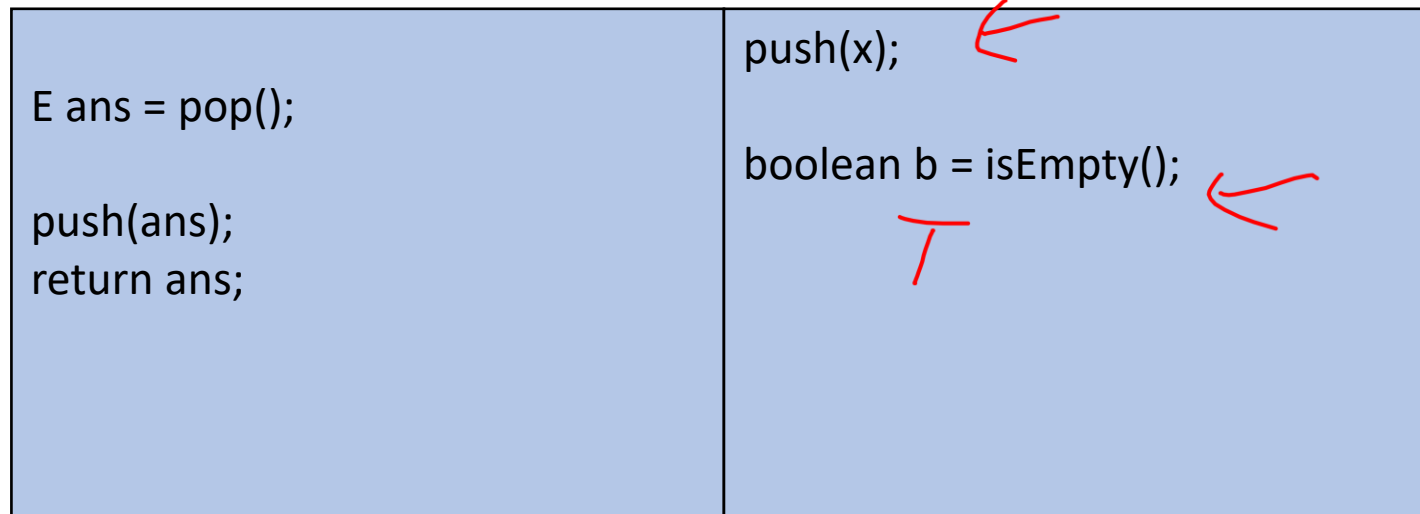 E ans = pop();
push(ans);
return ans;
push(x);
boolean b = isEmpty();
T